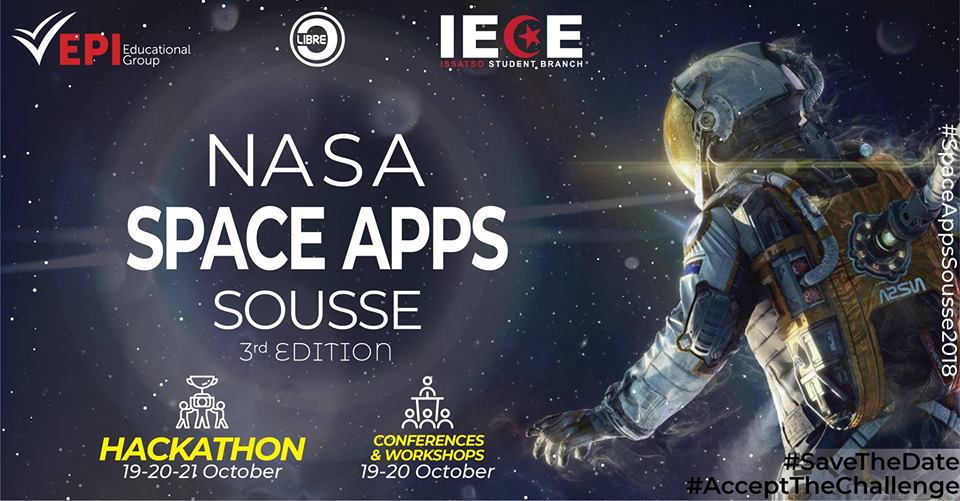 EPI Educational
Group
LIBRE
IEEE
ISSATSO STUDENT BRANCH
NASA
SPACE APPS
SOUSSE
3rd EDITION
HACKATHON
19-20-21 October
CONFERENCES
& WORKSHOPS
19-20 October
#SpaceAppsSousse2018
#SaveTheDate
#AcceptTheChallenge